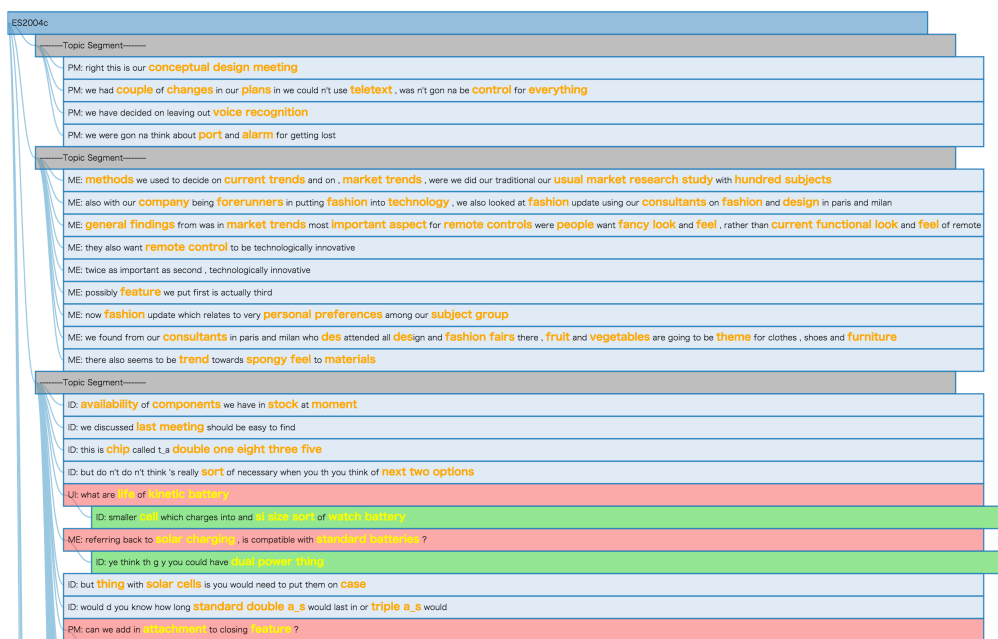 ES2004c
--------Topic Segment--------
PM: right this is our conceptual design meeting
PM: we had couple of changes in our plans in we could n't use teletext , was n't gon na be control for everything
PM: we have decided on leaving out voice recognition
PM: we were gon na think about port and alarm for getting lost
--------Topic Segment--------
ME: methods we used to decide on current trends and on , market trends , were we did our traditional our usual market research study with hundred subjects
ME: also with our company being forerunners in putting fashion into technology , we also looked at fashion update using our consultants on fashion and design in paris and milan
ME: general findings from was in market trends most important aspect for remote controls were people want fancy look and feel , rather than current functional look and feel of remote
ME: they also want remote control to be technologically innovative
ME: twice as important as second , technologically innovative
ME: possibly feature we put first is actually third
ME: now fashion update which relates to very personal preferences among our subject group
ME: we found from our consultants in paris and milan who des attended all design and fashion fairs there , fruit and vegetables are going to be theme for clothes , shoes and furniture
ME: there also seems to be trend towards spongy feel to materials
--------Topic Segment--------
ID: availability of components we have in stock at moment
ID: we discussed last meeting should be easy to find
ID: this is chip called t_a double one eight three five
ID: but do n't do n't think 's really sort of necessary when you th you think of next two options
UI: what are life of kinetic battery
ID: smaller cell which charges into and si size sort of watch battery
ME: referring back to solar charging , is compatible with standard batteries ?
ID: ye think th g y you could have dual power thing
ID: but thing with solar cells is you would need to put them on case
ID: would d you know how long standard double a_s would last in or triple a_s would
PM: can we add in attachment to closing feature ?